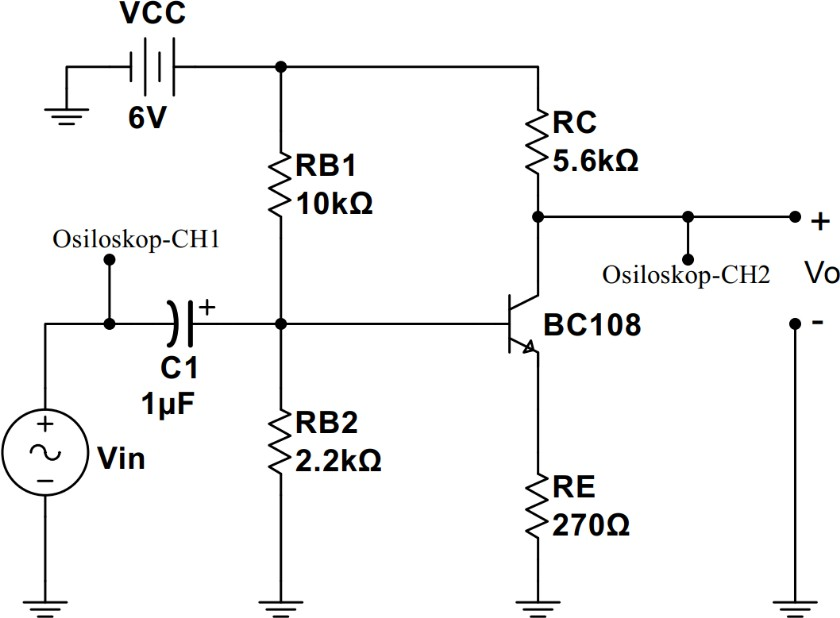 VCC
6V
RC
5.6kΩ
RB1
10kΩ
Osiloskop-CH1
+
Osiloskop-CH2
Vo
+
BC108
-
C1
1µF
RB2
2.2kΩ
+
Vin
−
RE
270Ω